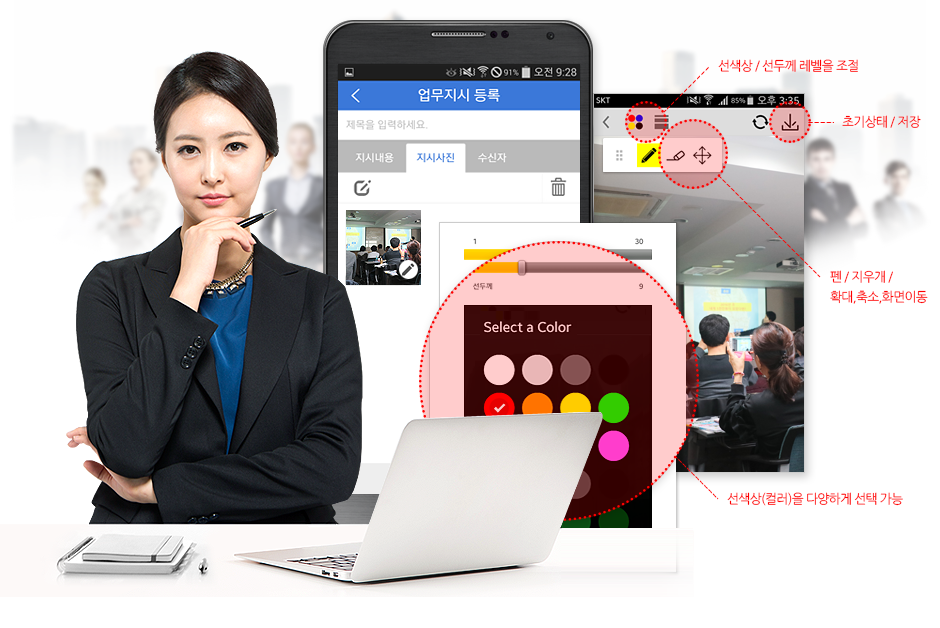 91% 오전 9:28
업무지시 등록
제목을 입력하세요.
지시내용 지시사진 수신자
1 30
선두께 9
Select a Color
SKT 85% 오후 3:35
선색상 / 선두께 레벨을 조절
초기상태 / 저장
펜 / 지우개 /
확대,축소,화면이동
선색상(컬러)을 다양하게 선택 가능